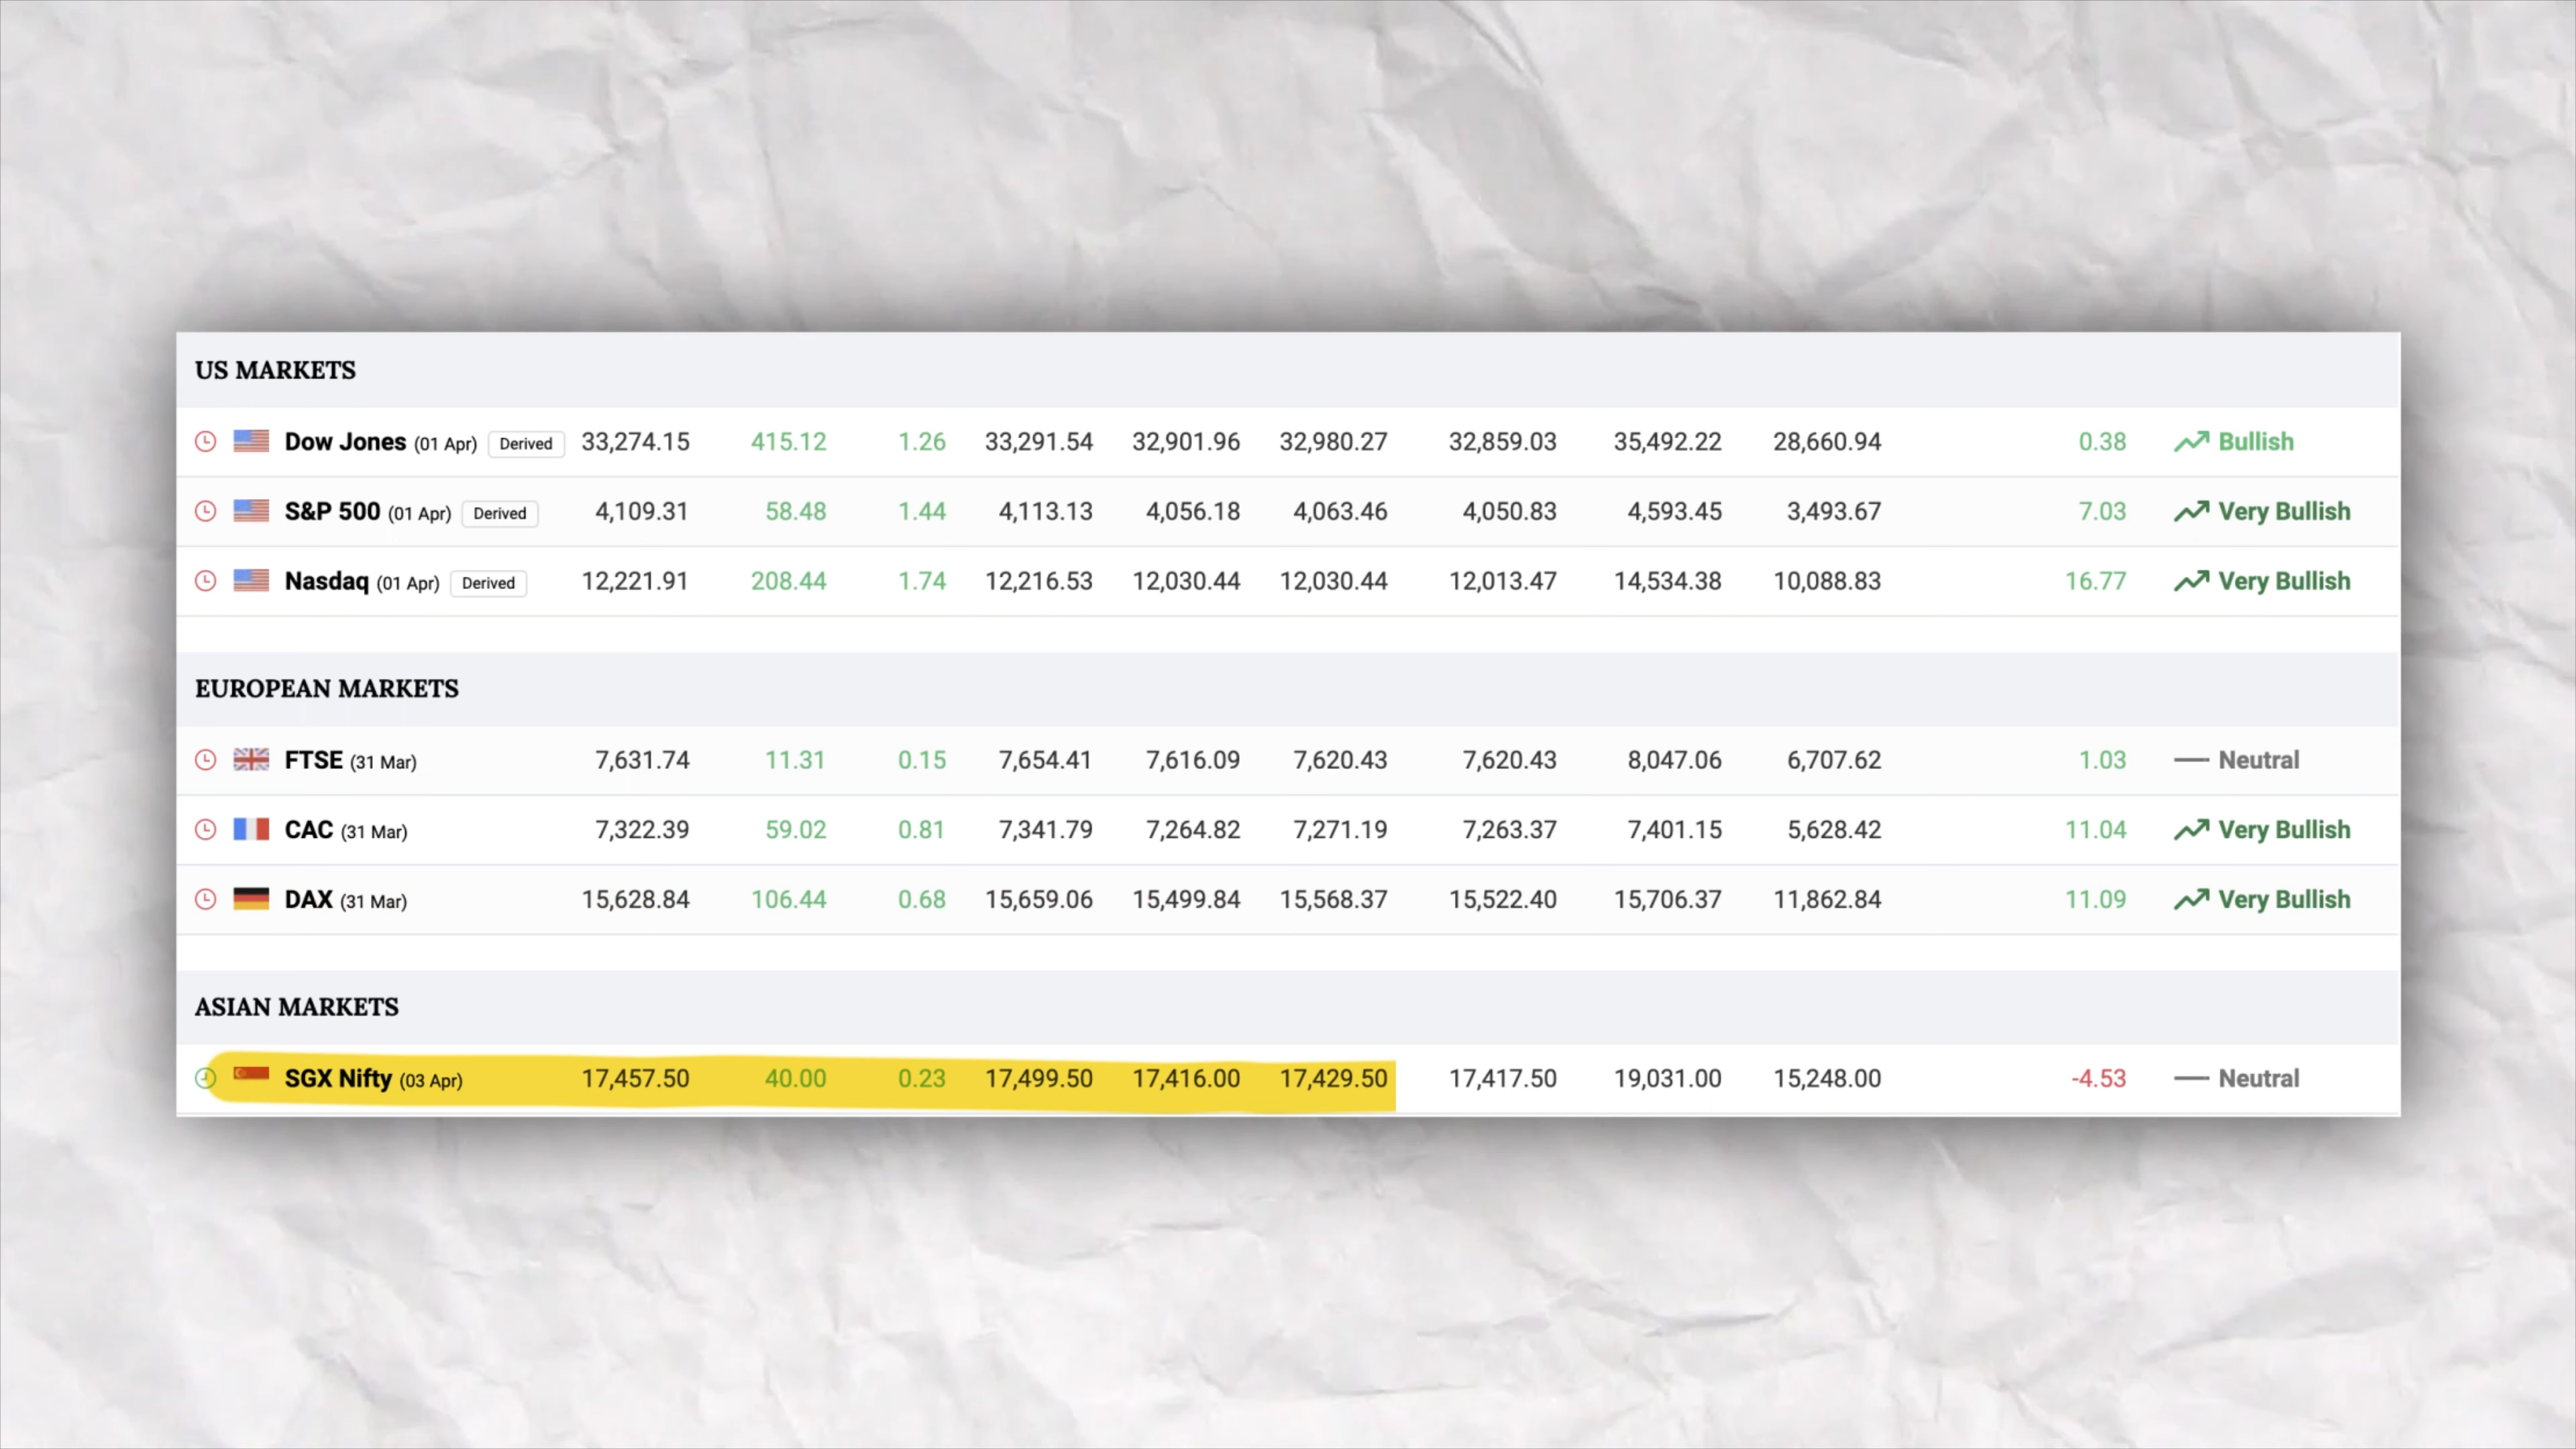 US MARKETS
Dow Jones (01 Apr) Derived 33,274.15 415.12 1.26 33,291.54 32,901.96 32,980.27 32,859.03 35,492.22 28,660.94 0.38 Bullish
S&P 500 (01 Apr) Derived 4,109.31 58.48 1.44 4,113.13 4,056.18 4,063.46 4,050.83 4,593.45 3,493.67 7.03 Very Bullish
Nasdaq (01 Apr) Derived 12,221.91 208.44 1.74 12,216.53 12,030.44 12,030.44 12,013.47 14,534.38 10,088.83 16.77 Very Bullish
EUROPEAN MARKETS
FTSE (31 Mar) 7,631.74 11.31 0.15 7,654.41 7,616.09 7,620.43 7,620.43 8,047.06 6,707.62 1.03 Neutral
CAC (31 Mar) 7,322.39 59.02 0.81 7,341.79 7,264.82 7,271.19 7,263.37 7,401.15 5,628.42 11.04 Very Bullish
DAX (31 Mar) 15,628.84 106.44 0.68 15,659.06 15,499.84 15,568.37 15,522.40 15,706.37 11,862.84 11.09 Very Bullish
ASIAN MARKETS
SGX Nifty (03 Apr) 17,457.50 40.00 0.23 17,499.50 17,416.00 17,429.50 17,417.50 19,031.00 15,248.00 -4.53 Neutral